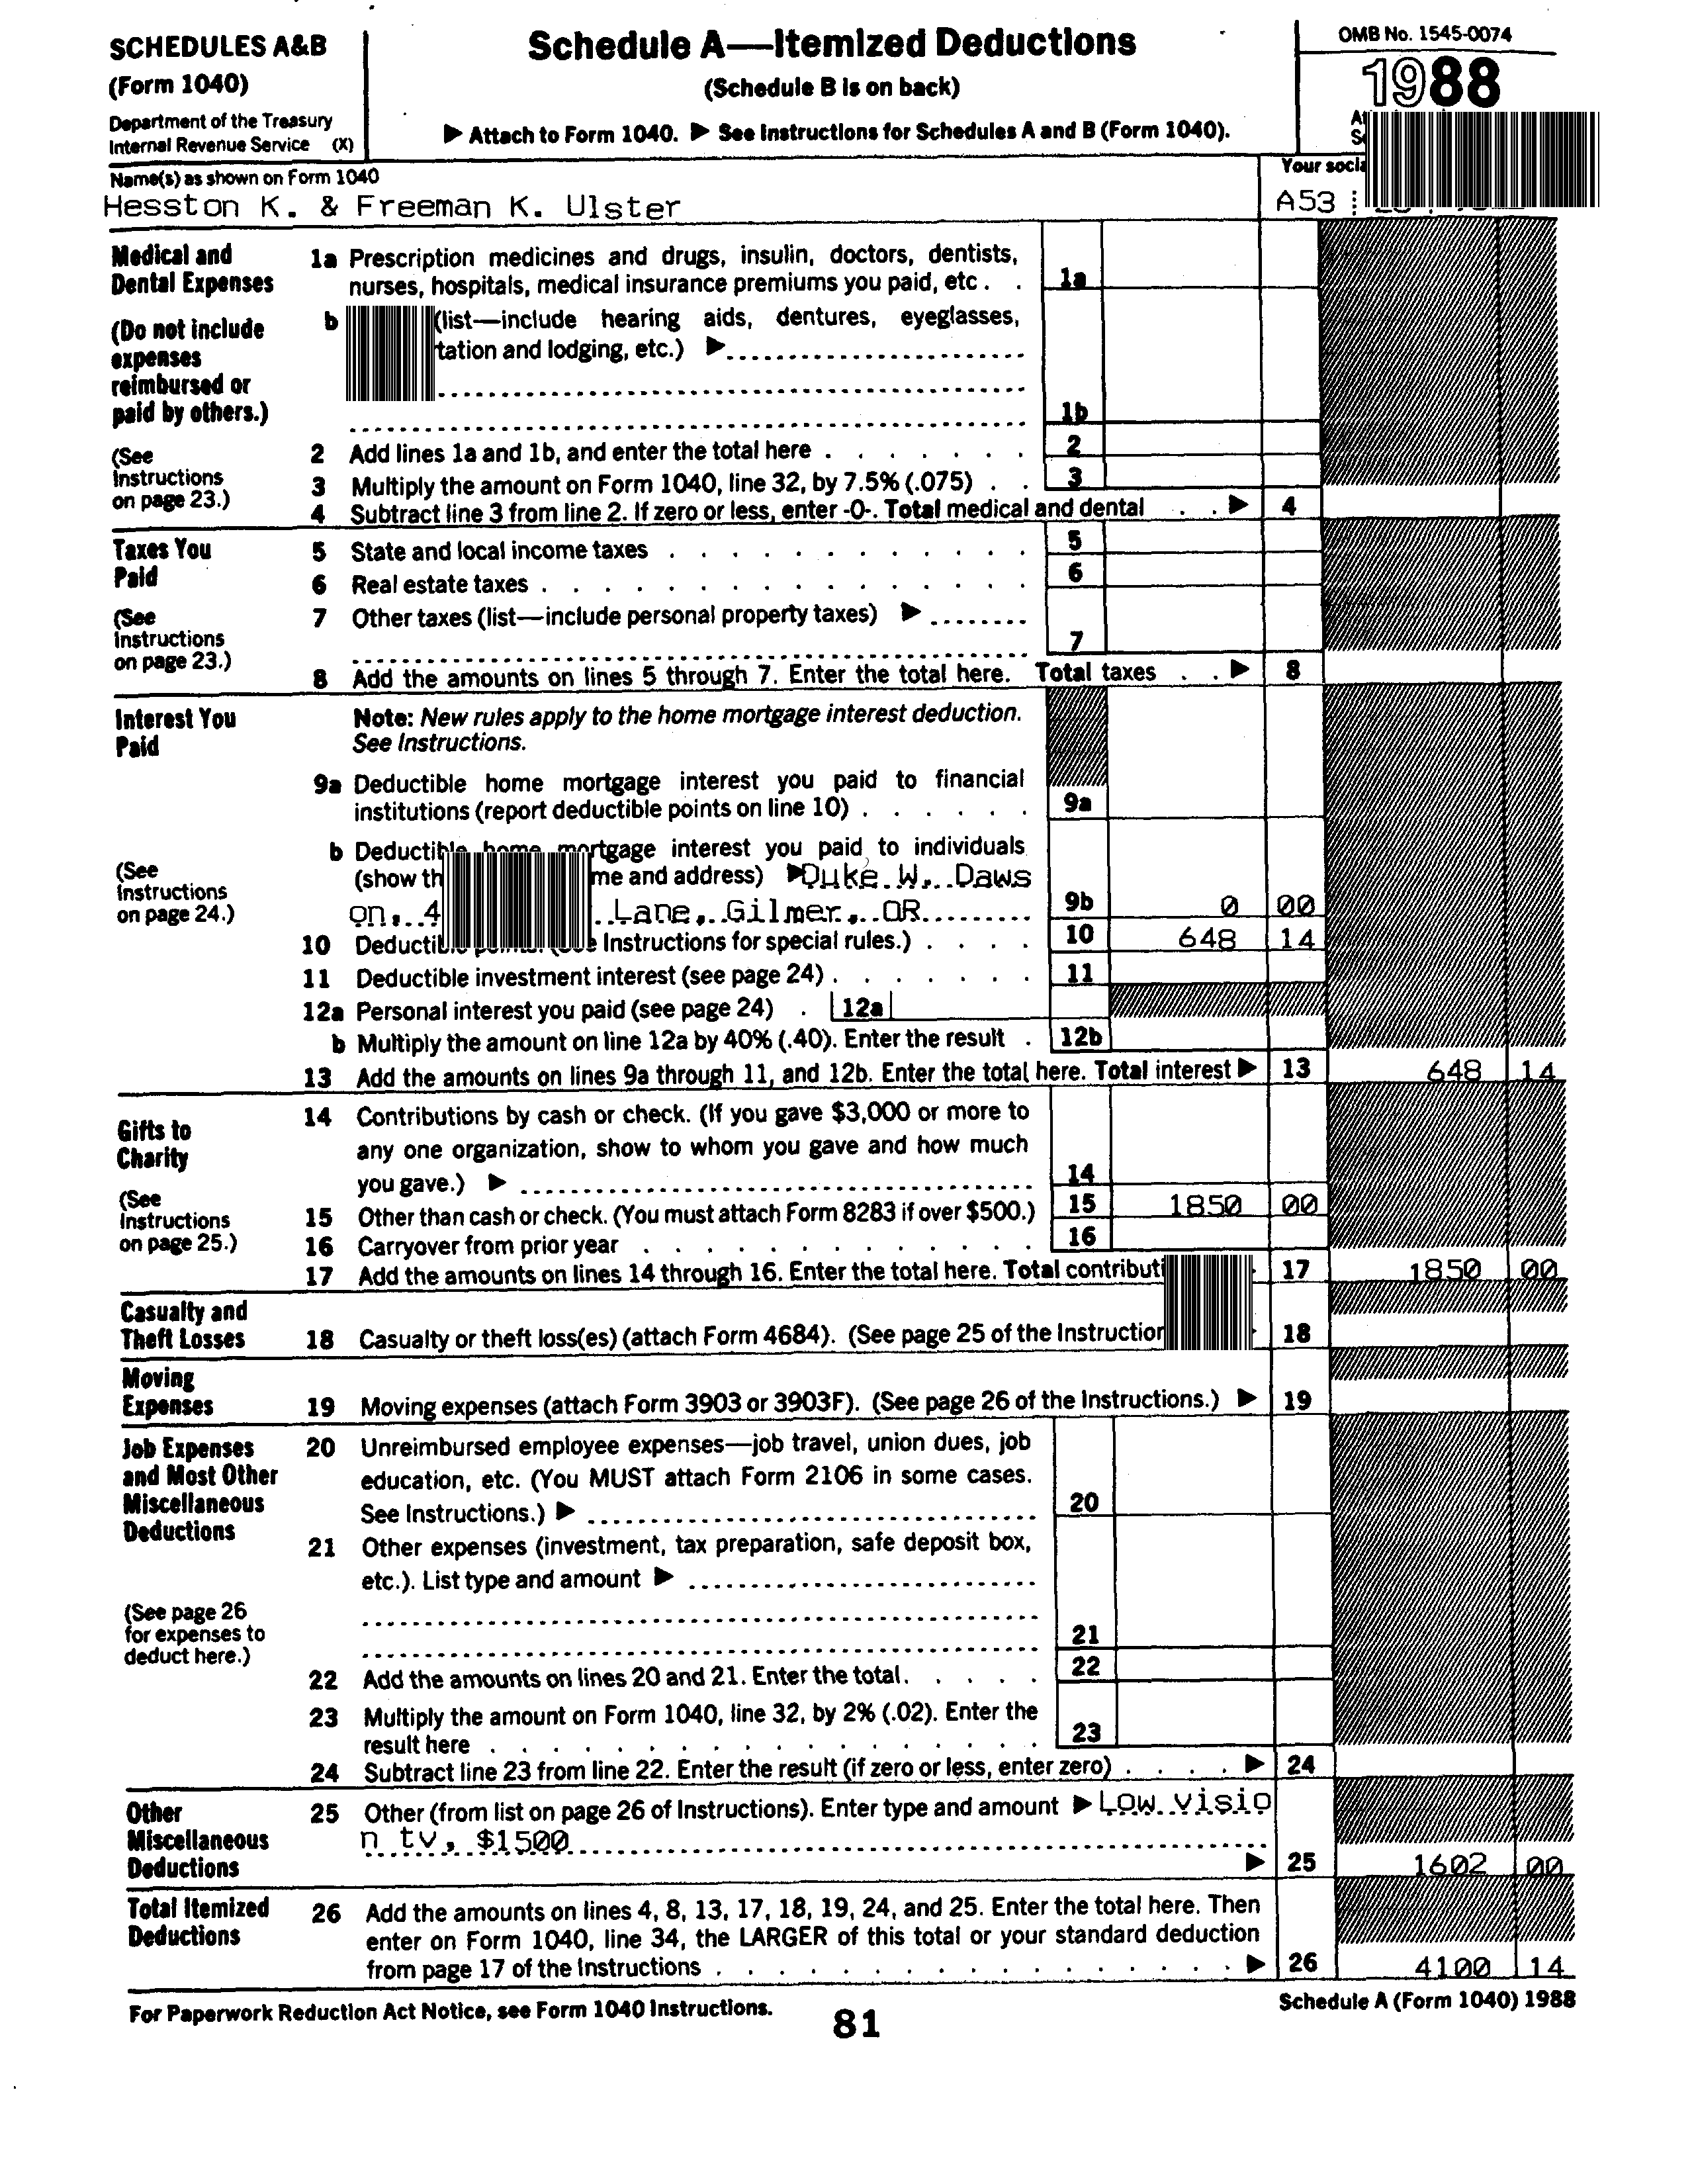 SCHEDULES A&B
(Form 1040)
Department of the Treasury
Internal Revenue Service (X)
Schedule A—Itemized Deductions
(Schedule B is on back)
▶ Attach to Form 1040. ▶ See Instructions for Schedules A and B (Form 1040).
OMB No. 1545-0074
1988
Name(s) as shown on Form 1040
Hesston K. & Freeman K. Ulster
Your
A53
Medical and Dental Expenses
(Do not include expenses reimbursed or paid by others.)
(See Instructions on page 23.)
1a Prescription medicines and drugs, insulin, doctors, dentists,
nurses, hospitals, medical insurance premiums you paid, etc . . 1a
b (list—include hearing aids, dentures, eyeglasses,
and lodging, etc.) ▶
1b
2 Add lines 1a and 1b, and enter the total here . . . . . . . 2
3 Multiply the amount on Form 1040, line 32, by 7.5% (.075) . . 3
4 Subtract line 3 from line 2. If zero or less, enter -0-. Total medical and dental . . ▶ 4
Taxes You Paid
(See Instructions on page 23.)
5 State and local income taxes . . . . . . . . . . . . 5
6 Real estate taxes . . . . . . . . . . . . . . . . 6
7 Other taxes (list—include personal property taxes) ▶
7
8 Add the amounts on lines 5 through 7. Enter the total here. Total taxes . . ▶ 8
Interest You Paid
(See Instructions on page 24.)
Note: New rules apply to the home mortgage interest deduction.
See Instructions.
9a Deductible home mortgage interest you paid to financial
institutions (report deductible points on line 10) . . . . . . 9a
b Deductible home mortgage interest you paid to individuals
(show and address) ▶Duke W. Daws
on, 4 Lane, Gilmer, OR 9b 0 00
10 Instructions for special rules.) . . . . 10 648 14
11 Deductible investment interest (see page 24) . . . . . . . 11
12a Personal interest you paid (see page 24) . 12a
b Multiply the amount on line 12a by 40% (.40). Enter the result . 12b
13 Add the amounts on lines 9a through 11, and 12b. Enter the total here. Total interest ▶ 13 648 14
Gifts to Charity
(See Instructions on page 25.)
14 Contributions by cash or check. (If you gave $3,000 or more to
any one organization, show to whom you gave and how much
you gave.) ▶ 14
15 Other than cash or check. (You must attach Form 8283 if over $500.) 15 1850 00
16 Carryover from prior year . . . . . . . . . . . . . 16
17 Add the amounts on lines 14 through 16. Enter the total here. Total 17 1850 00
Casualty and Theft Losses
18 Casualty or theft loss(es) (attach Form 4684). (See page 25 of the 18
Moving Expenses
19 Moving expenses (attach Form 3903 or 3903F). (See page 26 of the Instructions.) ▶ 19
Job Expenses and Most Other Miscellaneous Deductions
(See page 26 for expenses to deduct here.)
20 Unreimbursed employee expenses—job travel, union dues, job
education, etc. (You MUST attach Form 2106 in some cases.
See Instructions.) ▶ 20
21 Other expenses (investment, tax preparation, safe deposit box,
etc.). List type and amount ▶
21
22 Add the amounts on lines 20 and 21. Enter the total. . . . . 22
23 Multiply the amount on Form 1040, line 32, by 2% (.02). Enter the
result here . . . . . . . . . . . . . . . . . 23
24 Subtract line 23 from line 22. Enter the result (if zero or less, enter zero) . . . . ▶ 24
Other Miscellaneous Deductions
25 Other (from list on page 26 of Instructions). Enter type and amount ▶ Low visio
n tv, $1500
▶ 25 1602 00
Total Itemized Deductions
26 Add the amounts on lines 4, 8, 13, 17, 18, 19, 24, and 25. Enter the total here. Then
enter on Form 1040, line 34, the LARGER of this total or your standard deduction
from page 17 of the Instructions . . . . . . . . . . . . . . . . . ▶ 26 4100 14
For Paperwork Reduction Act Notice, see Form 1040 Instructions.
Schedule A (Form 1040) 1988
81